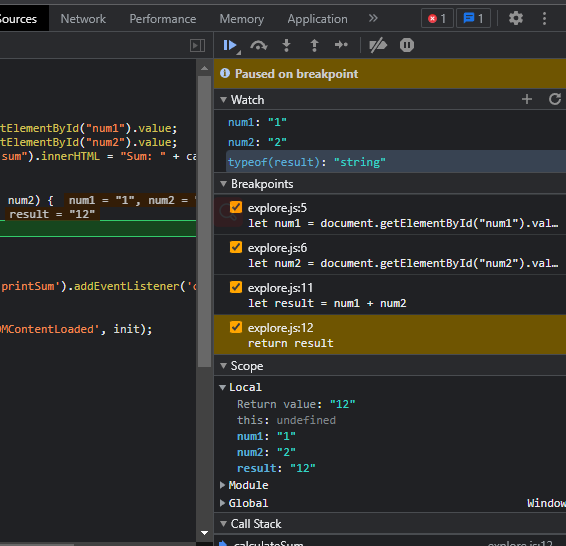 Sources Network Performance Memory Application » 1 1
Paused on breakpoint
Watch
num1: "1"
num2: "2"
typeof(result): "string"
Breakpoints
explore.js:5
let num1 = document.getElementById("num1").val…
explore.js:6
let num2 = document.getElementById("num2").val…
explore.js:11
let result = num1 + num2
explore.js:12
return result
Scope
Local
Return value: "12"
this: undefined
num1: "1"
num2: "2"
result: "12"
Module
Global Window
Call Stack
calculateSum explore.js:12
tElementById("num1").value;
tElementById("num2").value;
sum").innerHTML = "Sum: " + ca
num2) { num1 = "1", num2 = "
result = "12"
printSum').addEventListener('c
OMContentLoaded', init);